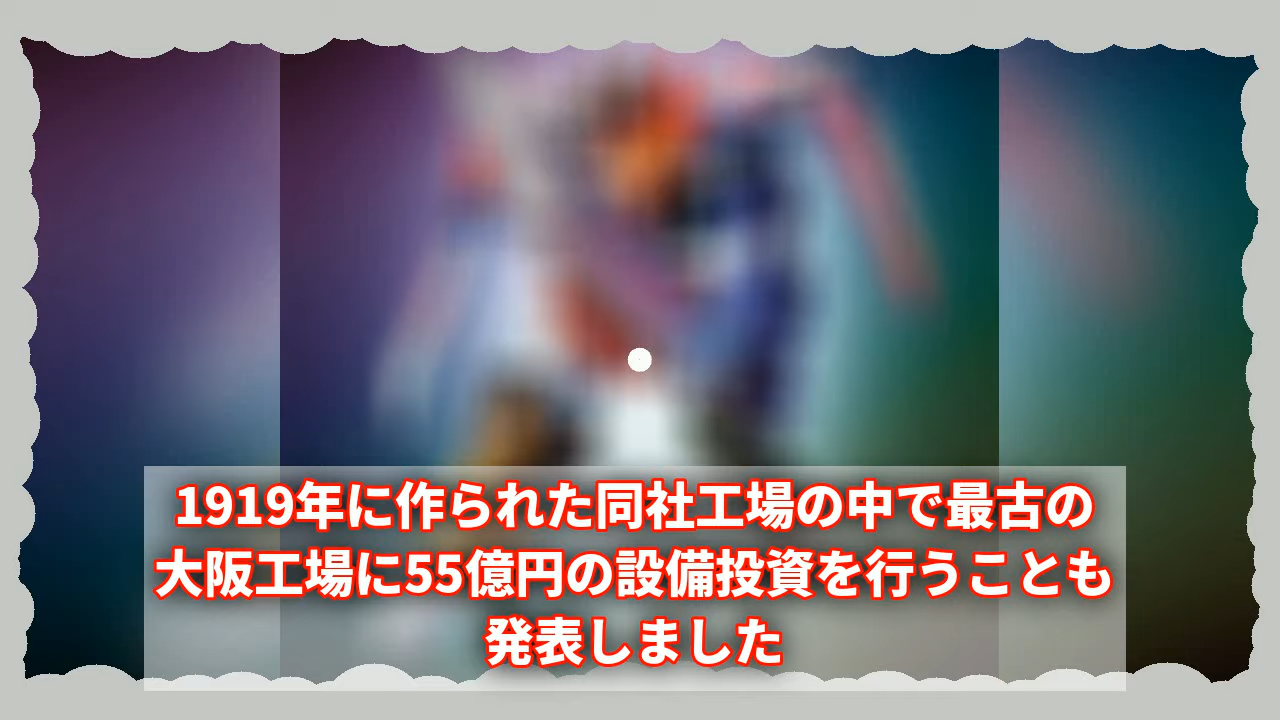 1919年に作られた同社工場の中で最古の
大阪工場に55億円の設備投資を行うことも
発表しました